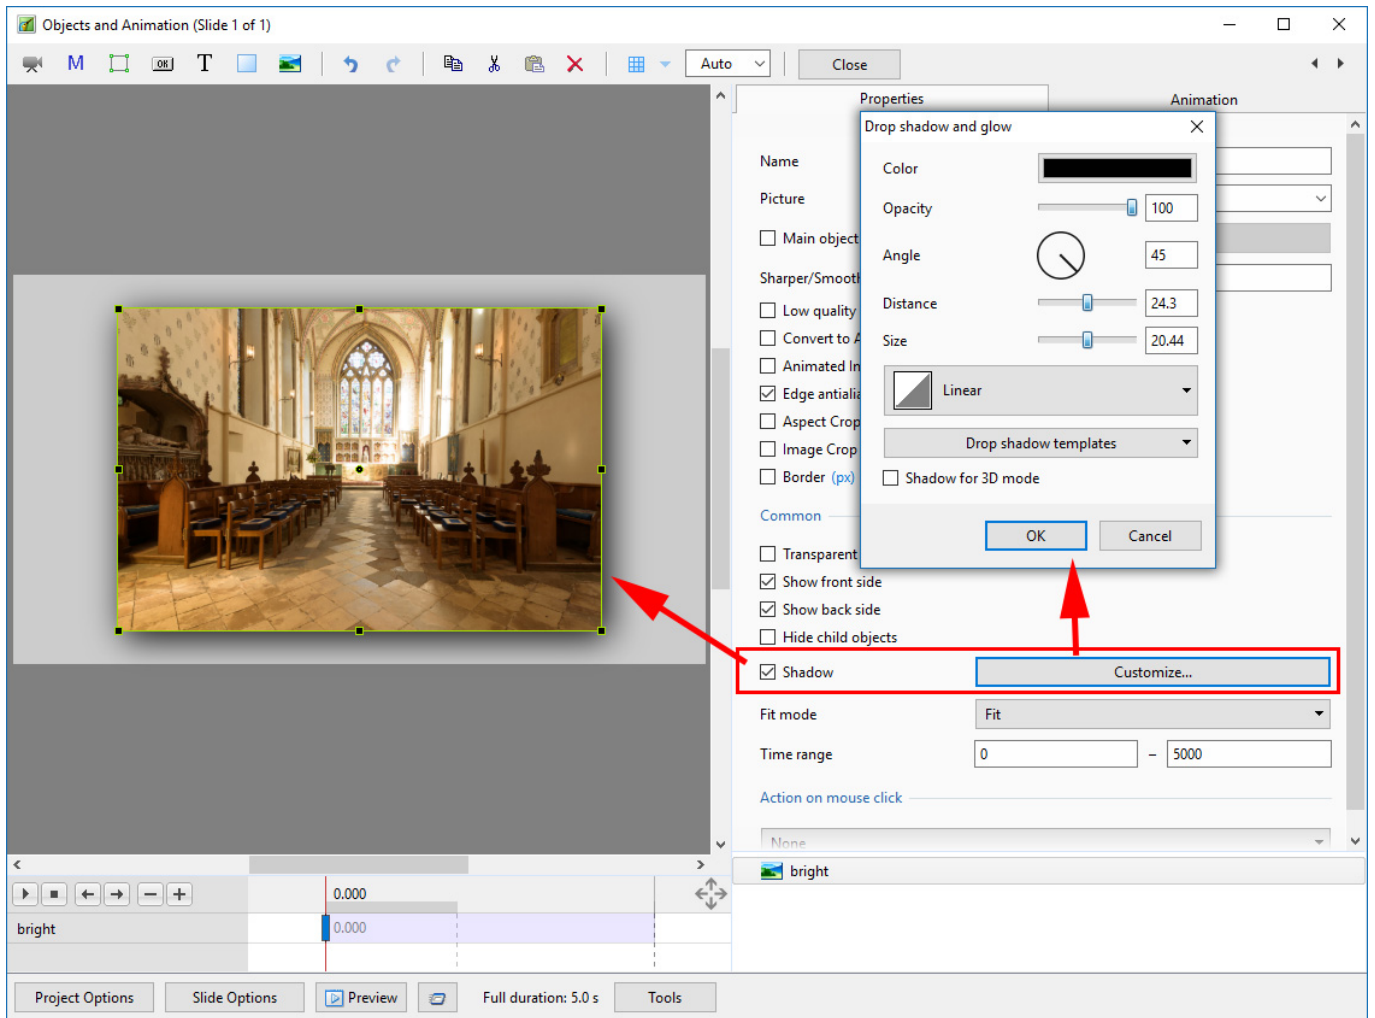 Objects and Animation (Slide 1 of 1)
M OK T Auto Close
Properties Animation
Drop shadow and glow
Name
Color
Picture
Opacity 100
Main object
Angle 45
Sharper/Smooth
Distance 24.3
Low quality
Convert to A
Size 20.44
Animated In
Edge antialia
Linear
Aspect Crop
Drop shadow templates
Image Crop
Border (px)
Shadow for 3D mode
Common
OK Cancel
Transparent
Show front side
Show back side
Hide child objects
Shadow Customize...
Fit mode Fit
Time range 0 – 5000
Action on mouse click
None
bright
0.000
bright 0.000
Project Options Slide Options Preview Full duration: 5.0 s Tools